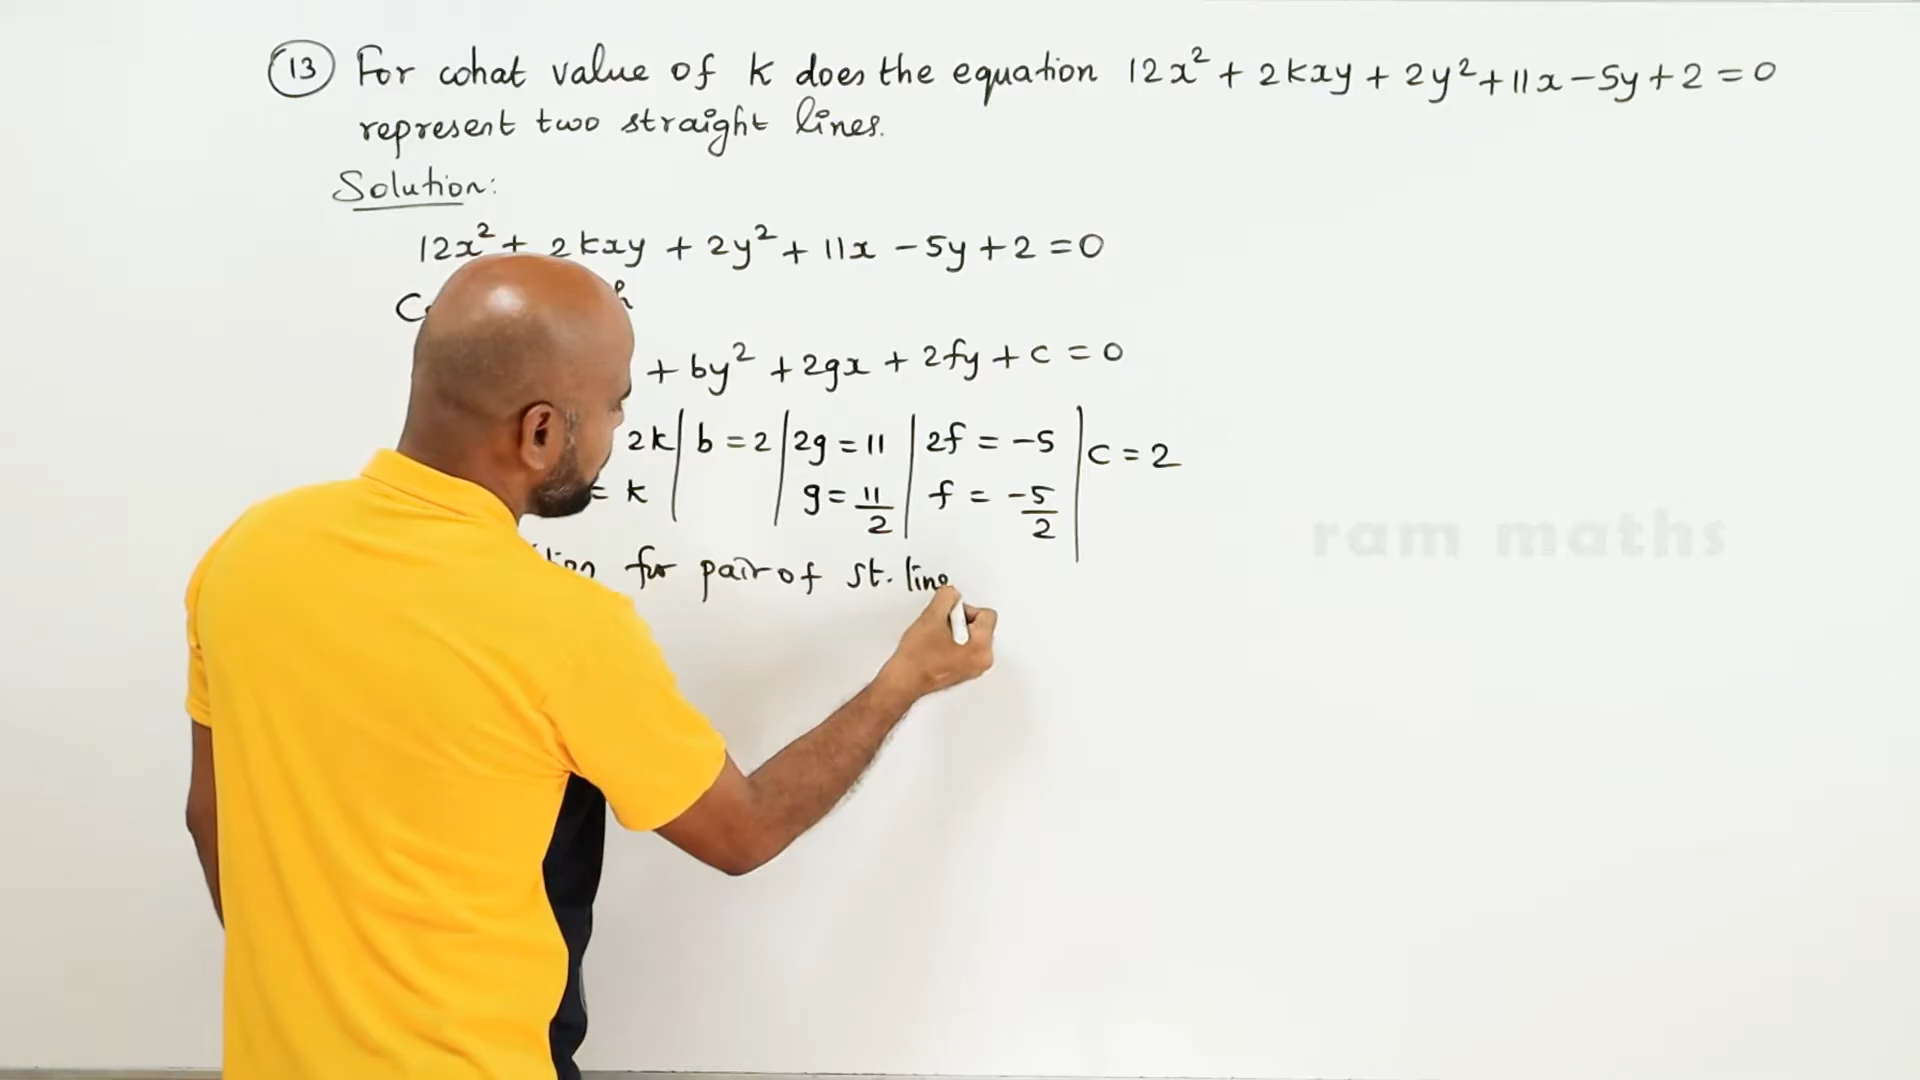 13 For what value of k does the equation 12x² + 2kxy + 2y² + 11x - 5y + 2 = 0
represent two straight lines.
Solution:
12x² + 2kxy + 2y² + 11x - 5y + 2 = 0
+ by² + 2gx + 2fy + c = 0
2k | b = 2 | 2g = 11 | 2f = -5 | c = 2
= k | g = 11/2 | f = -5/2
for pair of st. line
ram maths